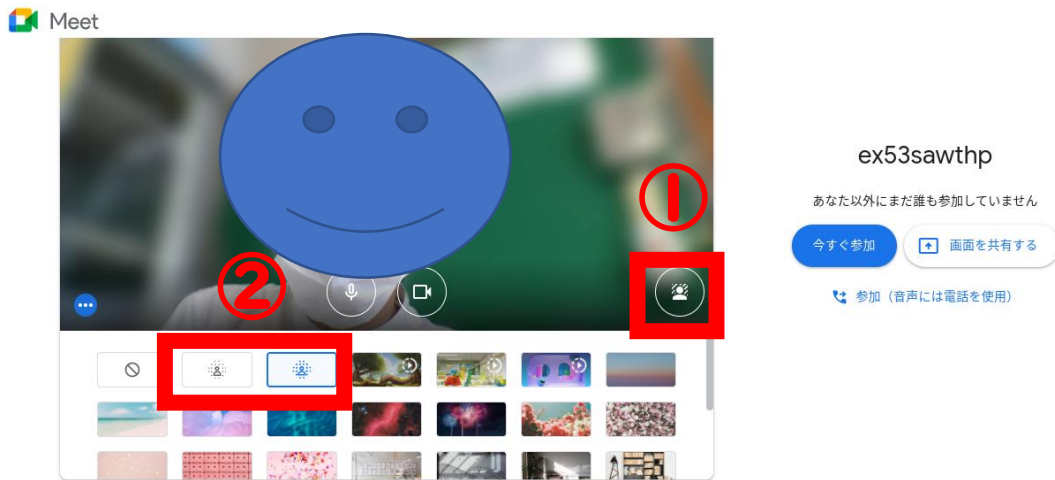 Meet
①
②
ex53sawthp
あなた以外にまだ誰も参加していません
今すぐ参加
画面を共有する
参加（音声には電話を使用）